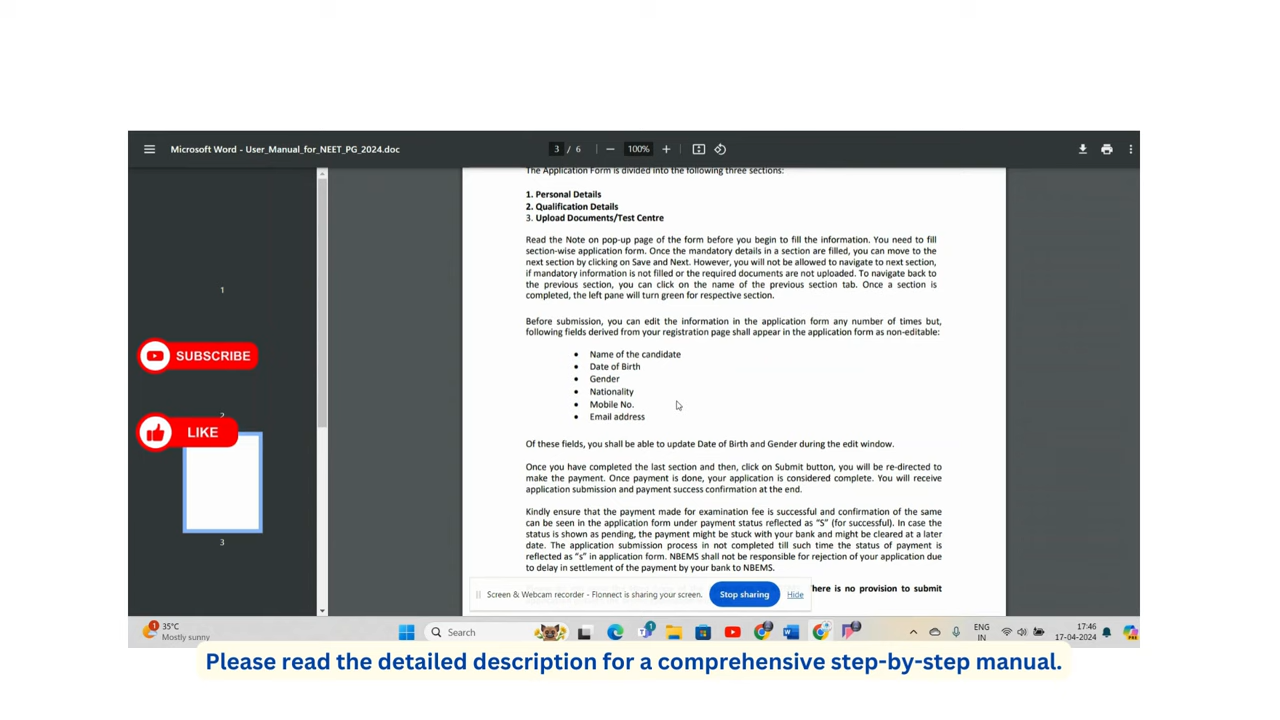 Microsoft Word - User_Manual_for_NEET_PG_2024.doc
3 / 6
100%
The Application Form is divided into the following three sections:
1. Personal Details
2. Qualification Details
3. Upload Documents/Test Centre
Read the Note on pop-up page of the form before you begin to fill the information. You need to fill
section-wise application form. Once the mandatory details in a section are filled, you can move to the
next section by clicking on Save and Next. However, you will not be allowed to navigate to next section,
if mandatory information is not filled or the required documents are not uploaded. To navigate back to
the previous section, you can click on the name of the previous section tab. Once a section is
completed, the left pane will turn green for respective section.
Before submission, you can edit the information in the application form any number of times but,
following fields derived from your registration page shall appear in the application form as non-editable:
• Name of the candidate
• Date of Birth
• Gender
• Nationality
• Mobile No.
• Email address
Of these fields, you shall be able to update Date of Birth and Gender during the edit window.
Once you have completed the last section and then, click on Submit button, you will be re-directed to
make the payment. Once payment is done, your application is considered complete. You will receive
application submission and payment success confirmation at the end.
Kindly ensure that the payment made for examination fee is successful and confirmation of the same
can be seen in the application form under payment status reflected as “S” (for successful). In case the
status is shown as pending, the payment might be stuck with your bank and might be cleared at a later
date. The application submission process in not completed till such time the status of payment is
reflected as “s” in application form. NBEMS shall not be responsible for rejection of your application due
to delay in settlement of the payment by your bank to NBEMS.
here is no provision to submit
1
SUBSCRIBE
2
LIKE
3
Screen & Webcam recorder - Flonnect is sharing your screen.
Stop sharing
Hide
35°C
Mostly sunny
Search
ENG
IN
17:46
17-04-2024
Please read the detailed description for a comprehensive step-by-step manual.